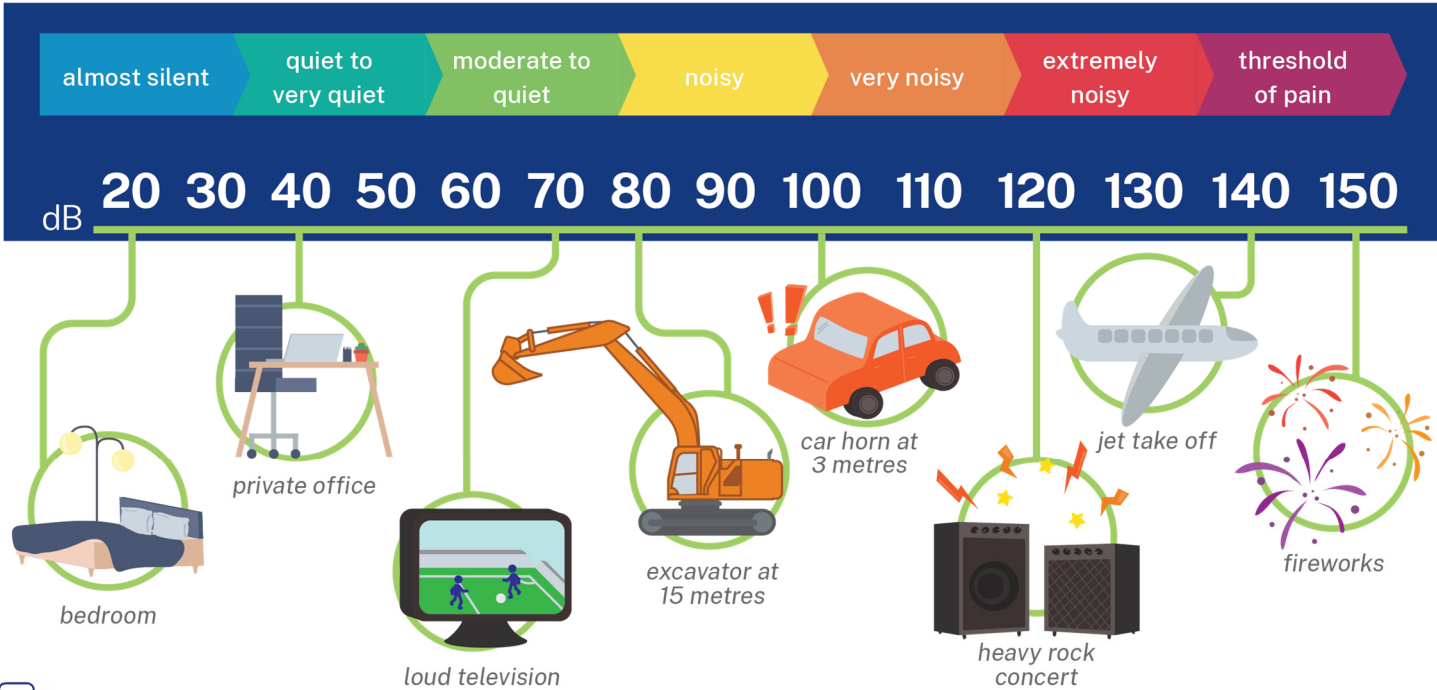 almost silent
quiet to
very quiet
moderate to
quiet
noisy
very noisy
extremely
noisy
threshold
of pain
dB 20 30 40 50 60 70 80 90 100 110 120 130 140 150
bedroom
private office
loud television
excavator at
15 metres
car horn at
3 metres
heavy rock
concert
jet take off
fireworks